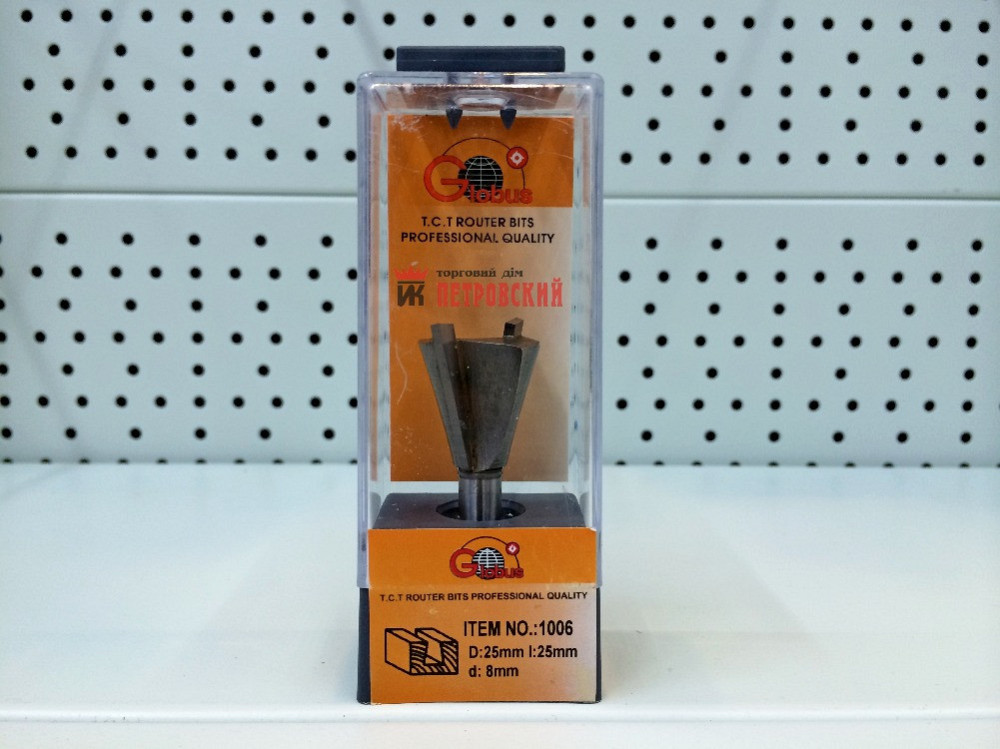 Globus
T.C.T ROUTER BITS
PROFESSIONAL QUALITY
торговий дім
ИК ПЕТРОВСКИЙ
Globus
T.C.T ROUTER BITS PROFESSIONAL QUALITY
ITEM NO.:1006
D:25mm I:25mm
d: 8mm